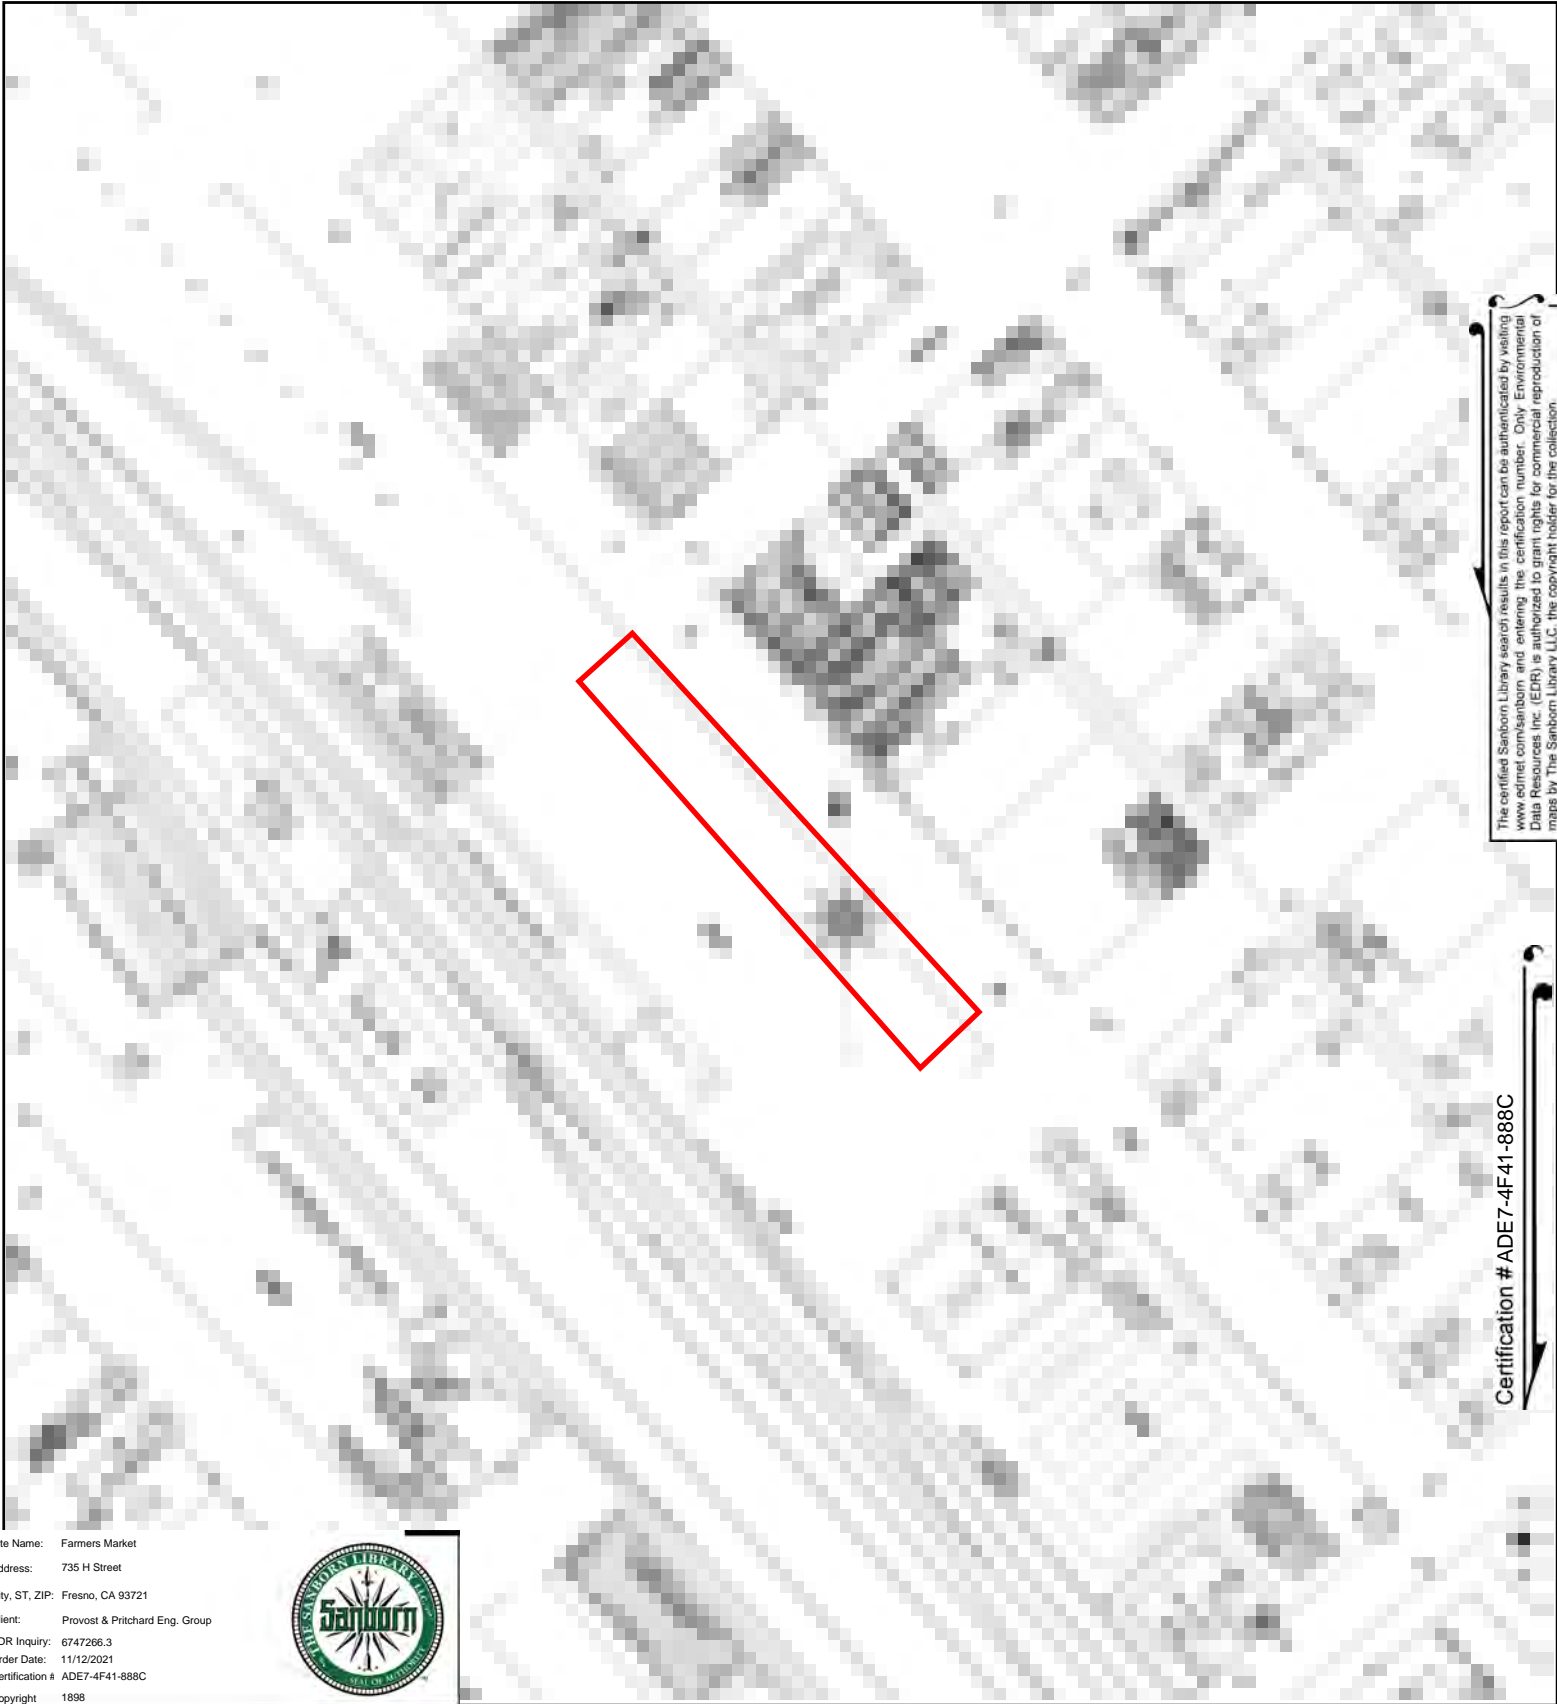 The certified Sanborn Library search results in this report can be authenticated by visiting
www.edrnet.com/sanborn and entering the certification number. Only Environmental
Data Resources Inc. (EDR) is authorized to grant rights for commercial reproduction of
maps by The Sanborn Library LLC, the copyright holder for the collection.
Certification # ADE7-4F41-888C
te Name: Farmers Market
ddress: 735 H Street
ity, ST, ZIP: Fresno, CA 93721
ient: Provost & Pritchard Eng. Group
DR Inquiry: 6747266.3
rder Date: 11/12/2021
ertification # ADE7-4F41-888C
opyright 1898
THE SANBORN LIBRARY, LLC
Sanborn
SEAL OF AUTHORITY